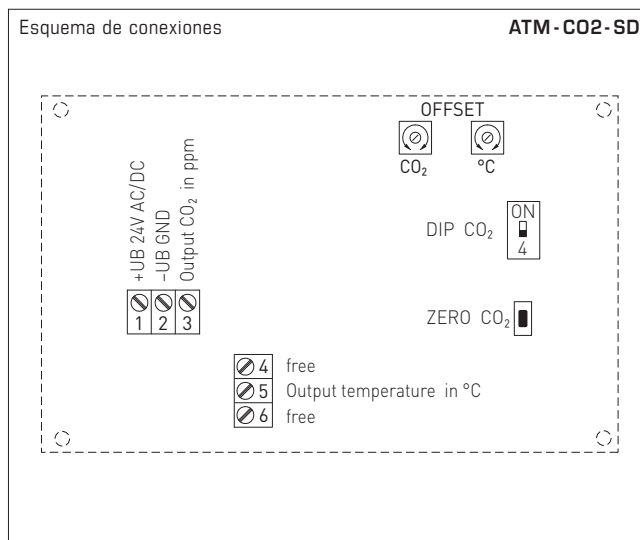 Esquema de conexiones
ATM-CO2-SD
OFFSET
CO₂
°C
+UB 24V AC/DC
–UB GND
Output CO₂ in ppm
1 2 3
DIP CO₂
ON
4
ZERO CO₂
4 free
5 Output temperature in °C
6 free